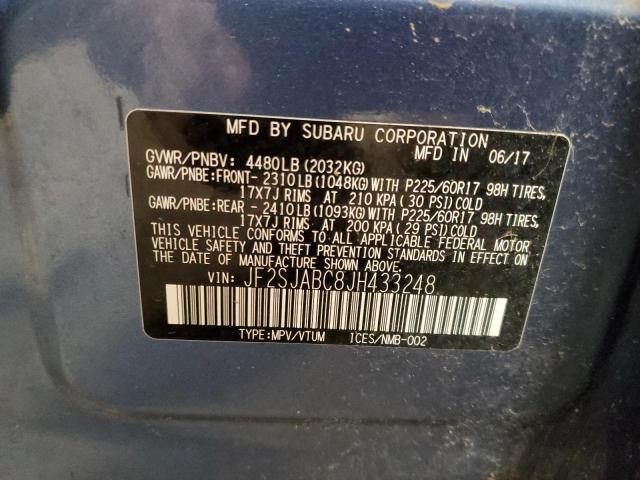 MFD BY SUBARU CORPORATION
MFD IN 06/17
GVWR/PNBV: 4480LB(2032KG)
GAWR/PNBE:FRONT- 2310LB(1048KG)WITH P225/60R17 98H TIRES,
17X7J RIMS AT 210 KPA( 30 PSI)COLD
GAWR/PNBE:REAR - 2410LB(1093KG)WITH P225/60R17 98H TIRES,
17X7J RIMS AT 200 KPA( 29 PSI)COLD
THIS VEHICLE CONFORMS TO ALL APPLICABLE FEDERAL MOTOR
VEHICLE SAFETY AND THEFT PREVENTION STANDARDS IN EFFECT ON
THE DATE OF MANUFACTURE SHOWN ABOVE.
VIN: JF2SJABC8JH433248
TYPE:MPV/VTUM ICES/NMB-002